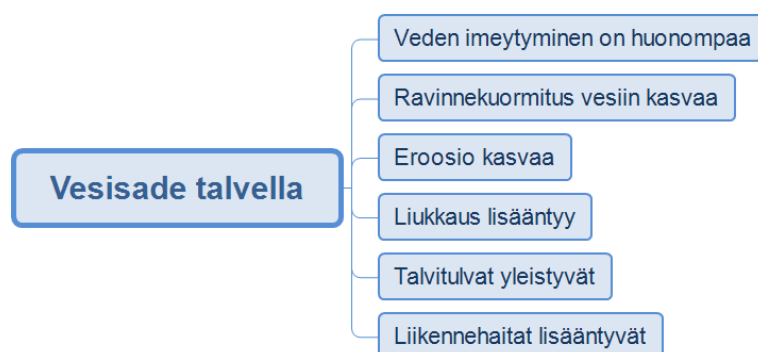 Vesisade talvella
Veden imeytyminen on huonompaa
Ravinnekuormitus vesiin kasvaa
Eroosio kasvaa
Liukkaus lisääntyy
Talvitulvat yleistyvät
Liikennehaitat lisääntyvät